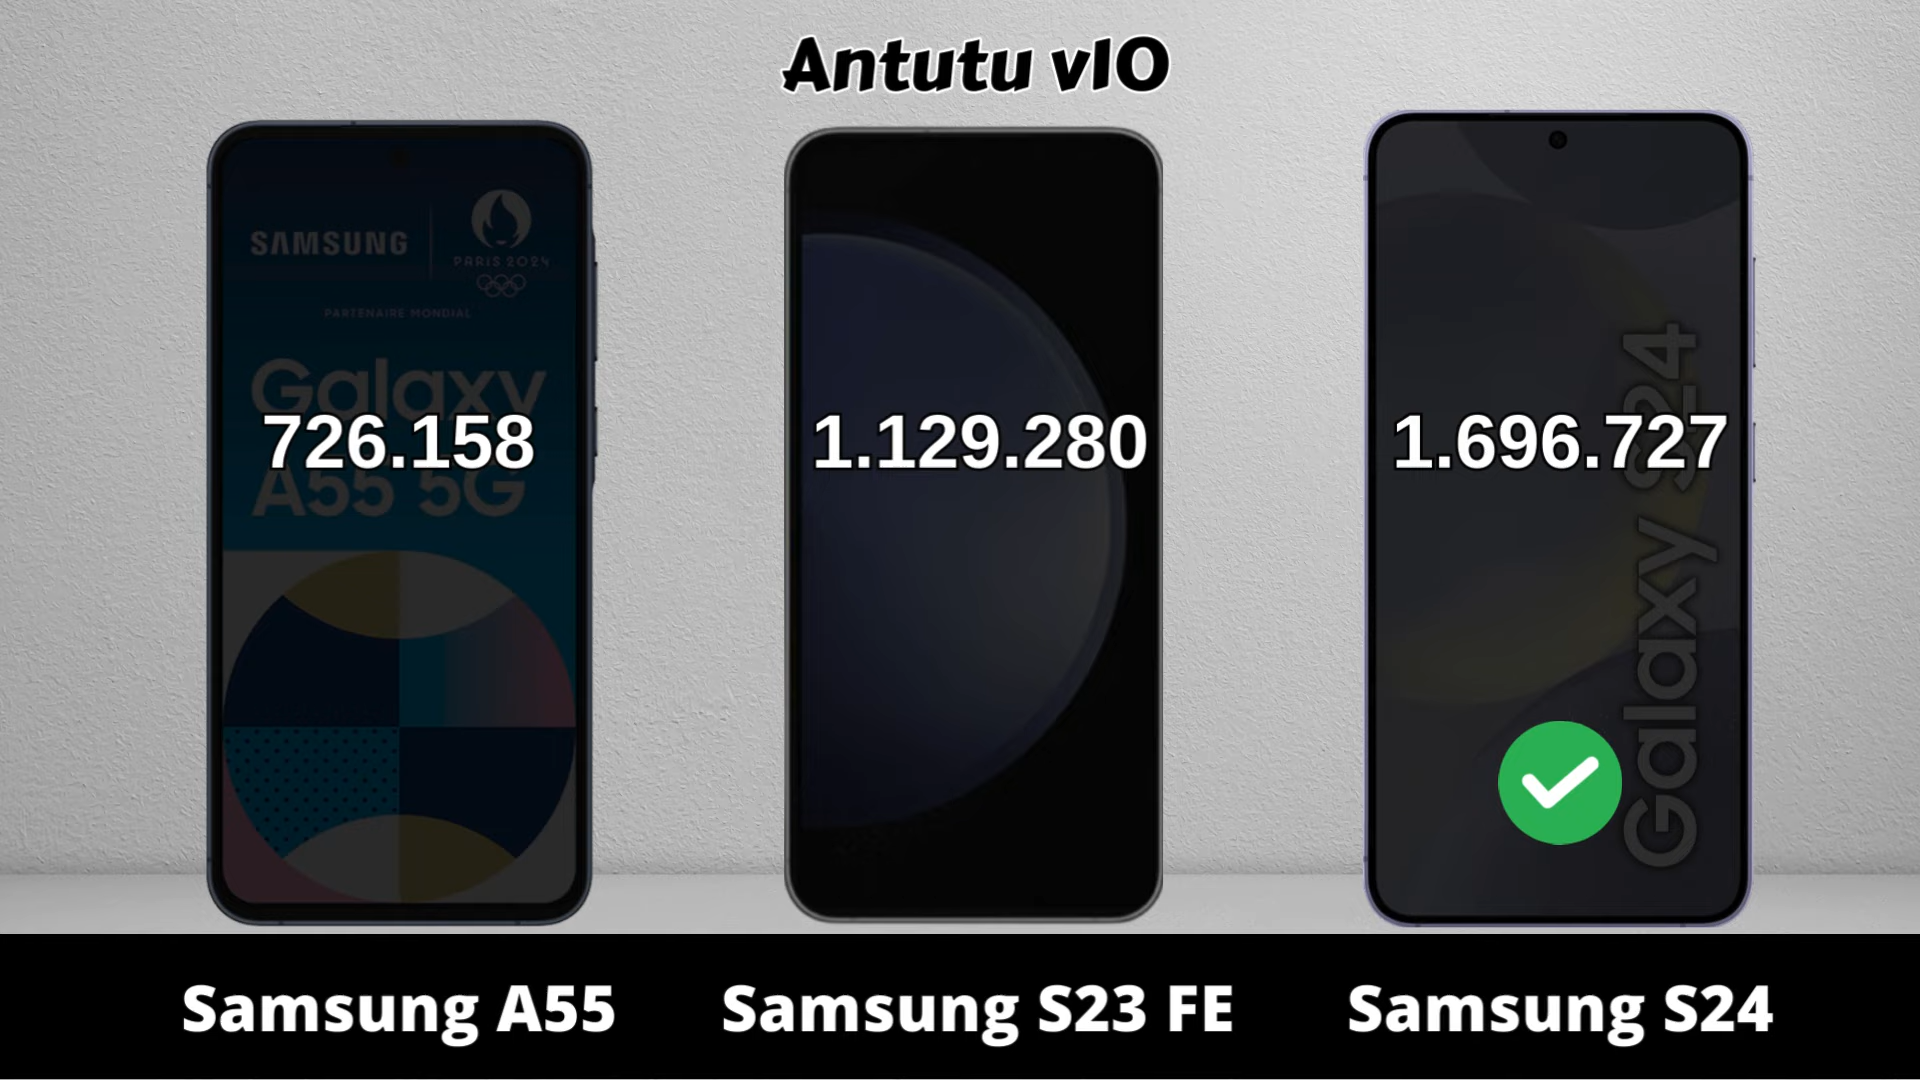 Antutu v10
SAMSUNG
PARIS 2024
PARTENAIRE MONDIAL
Galaxy
A55 5G
726.158
1.129.280
1.696.727
Galaxy S24
Samsung A55
Samsung S23 FE
Samsung S24